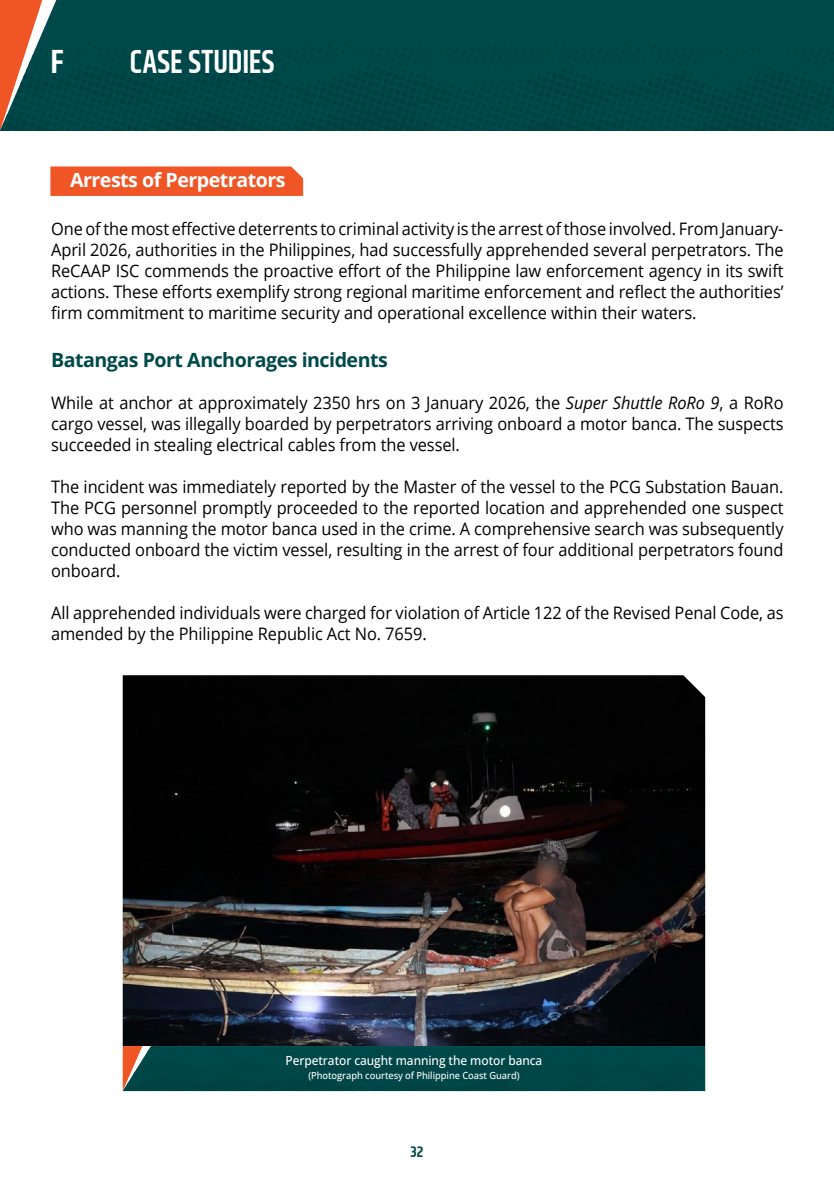 F CASE STUDIES
Arrests of Perpetrators
One of the most effective deterrents to criminal activity is the arrest of those involved. From January-
April 2026, authorities in the Philippines, had successfully apprehended several perpetrators. The
ReCAAP ISC commends the proactive effort of the Philippine law enforcement agency in its swift
actions. These efforts exemplify strong regional maritime enforcement and reflect the authorities’
firm commitment to maritime security and operational excellence within their waters.
Batangas Port Anchorages incidents
While at anchor at approximately 2350 hrs on 3 January 2026, the Super Shuttle RoRo 9, a RoRo
cargo vessel, was illegally boarded by perpetrators arriving onboard a motor banca. The suspects
succeeded in stealing electrical cables from the vessel.
The incident was immediately reported by the Master of the vessel to the PCG Substation Bauan.
The PCG personnel promptly proceeded to the reported location and apprehended one suspect
who was manning the motor banca used in the crime. A comprehensive search was subsequently
conducted onboard the victim vessel, resulting in the arrest of four additional perpetrators found
onboard.
All apprehended individuals were charged for violation of Article 122 of the Revised Penal Code, as
amended by the Philippine Republic Act No. 7659.
Perpetrator caught manning the motor banca
(Photograph courtesy of Philippine Coast Guard)
32